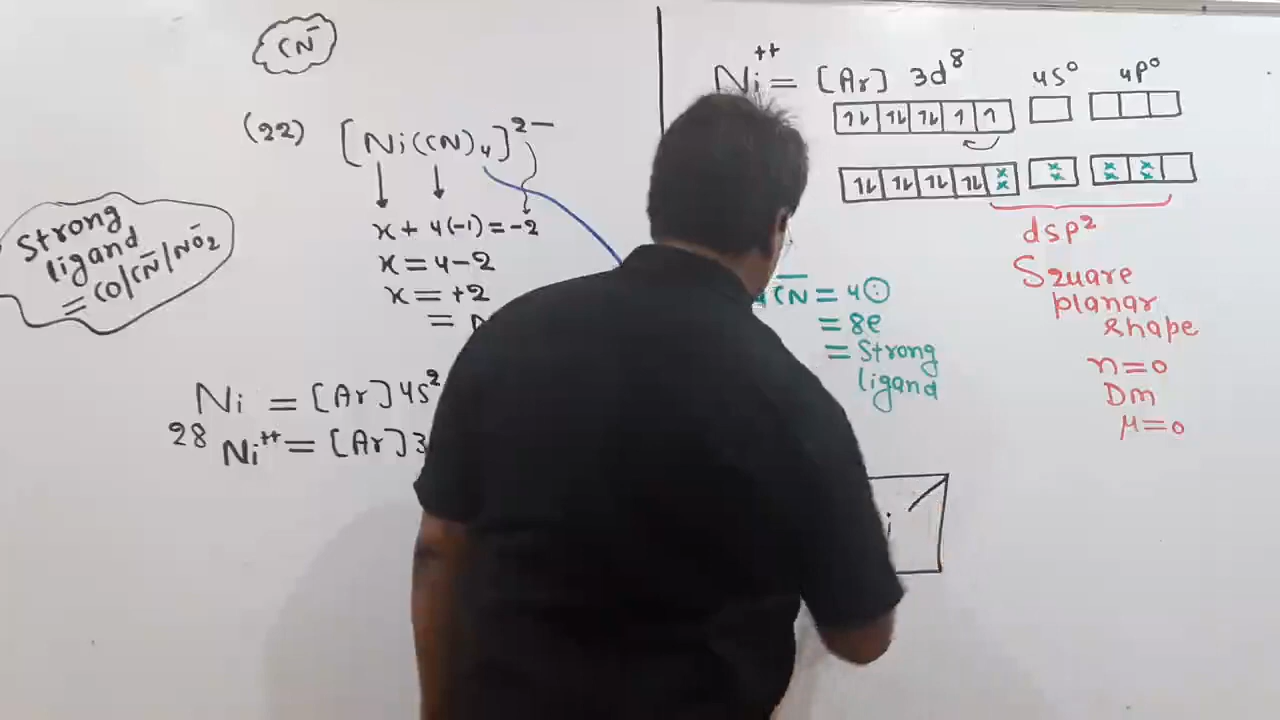 CN⁻
(22) [Ni(CN)₄]²⁻
x + 4(-1) = -2
x = 4-2
x = +2
=
Strong
ligand
= CO/CN⁻/NO₂⁻
Ni = [Ar] 4s²
28
Ni⁺⁺ = [Ar] 3
Ni⁺⁺ = [Ar] 3d⁸ 4s⁰ 4p⁰
↿⇂ ↿⇂ ↿⇂ ↿ ↿
↿⇂ ↿⇂ ↿⇂ ↿⇂ ×× ×× ×× ××
dsp²
Square
planar
shape
n=0
Dm
μ=0
4CN⁻ = 4(:)
= 8e
= Strong
ligand
i